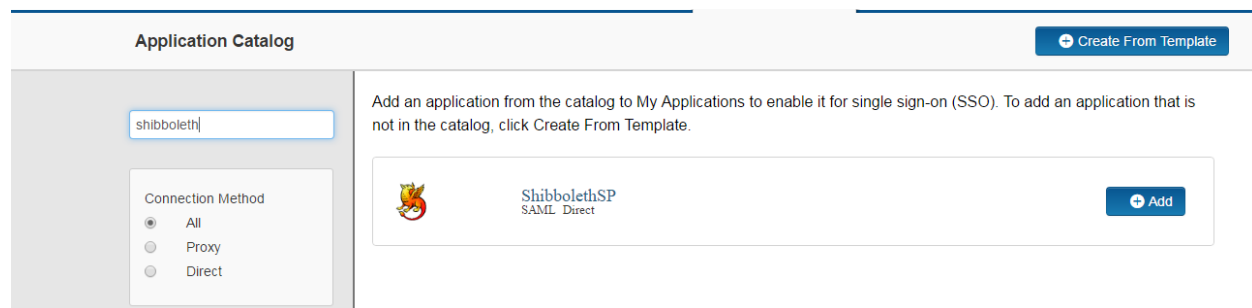 Application Catalog
Create From Template
shibboleth
Connection Method
All
Proxy
Direct
Add an application from the catalog to My Applications to enable it for single sign-on (SSO). To add an application that is
not in the catalog, click Create From Template.
ShibbolethSP
SAML Direct
Add